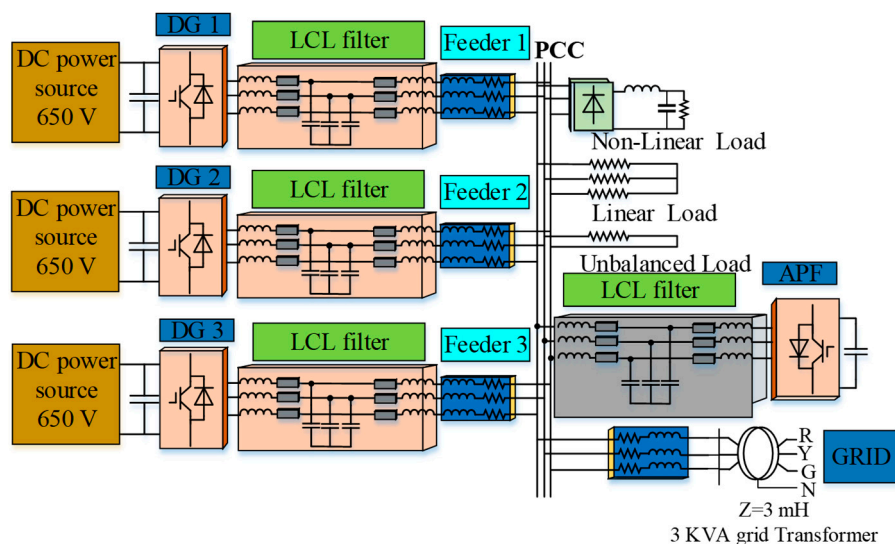 DG 1
LCL filter
Feeder 1
PCC
DC power
source
650 V
Non-Linear Load
DG 2
LCL filter
Feeder 2
DC power
source
650 V
Linear Load
Unbalanced Load
LCL filter
APF
DG 3
LCL filter
Feeder 3
DC power
source
650 V
R
Y
G
N
GRID
Z=3 mH
3 KVA grid Transformer